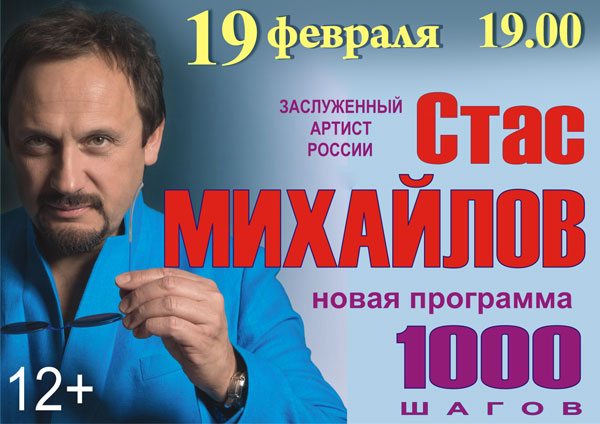 19 февраля 19.00
ЗАСЛУЖЕННЫЙ
АРТИСТ
РОССИИ
Стас
МИХАЙЛОВ
новая программа
1000
ШАГОВ
12+